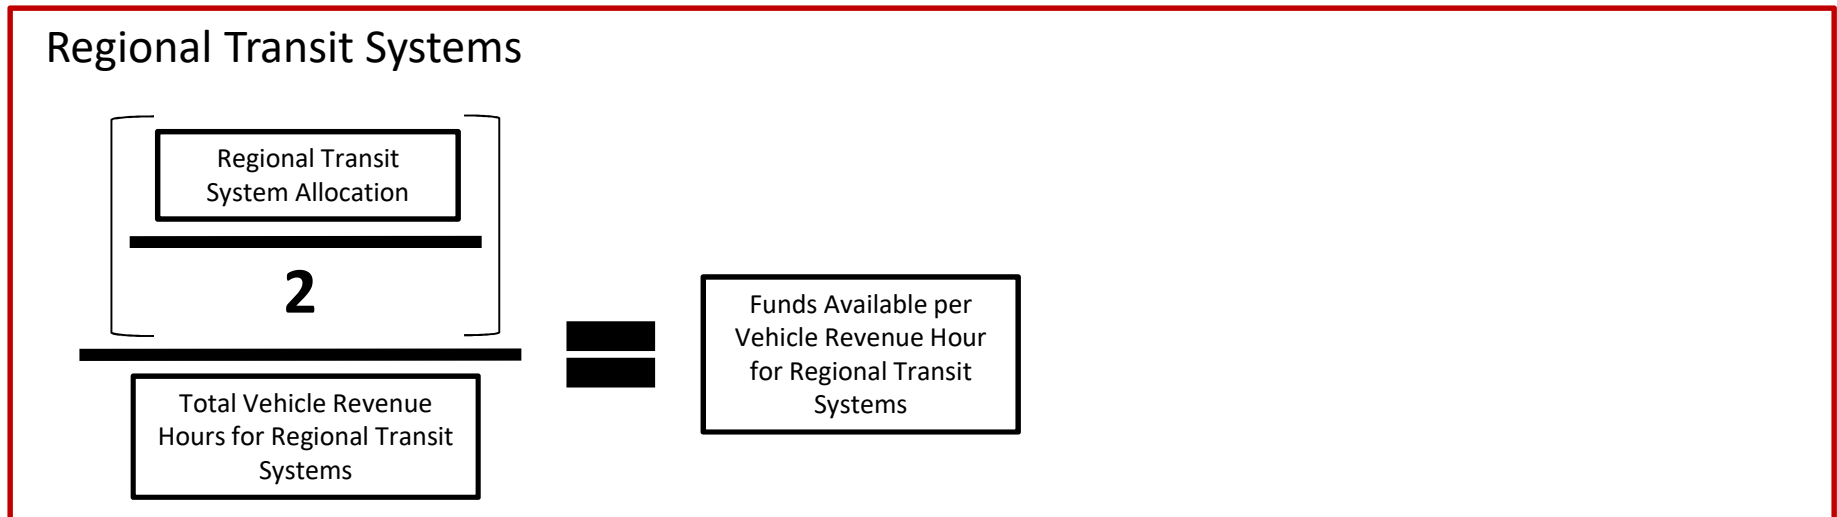 Regional Transit Systems
Regional Transit
System Allocation
2
Total Vehicle Revenue
Hours for Regional Transit
Systems
Funds Available per
Vehicle Revenue Hour
for Regional Transit
Systems